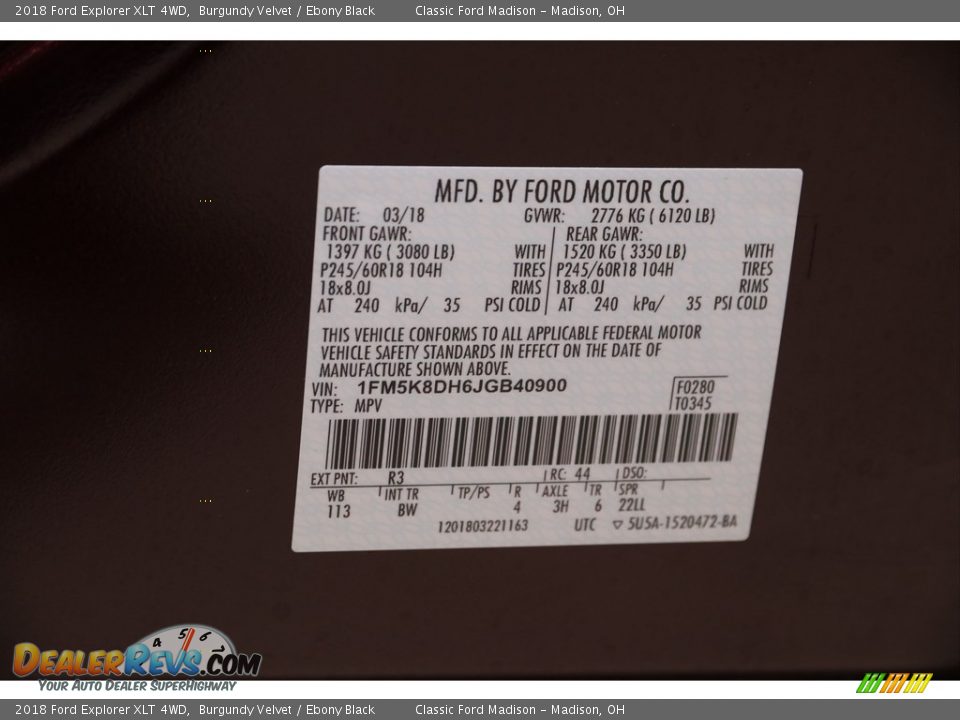 2018 Ford Explorer XLT 4WD, Burgundy Velvet / Ebony Black Classic Ford Madison – Madison, OH
MFD. BY FORD MOTOR CO.
DATE: 03/18 GVWR: 2776 KG ( 6120 LB)
FRONT GAWR: REAR GAWR:
1397 KG ( 3080 LB) WITH 1520 KG ( 3350 LB) WITH
P245/60R18 104H TIRES P245/60R18 104H TIRES
18x8.0J RIMS 18x8.0J RIMS
AT 240 kPa/ 35 PSI COLD AT 240 kPa/ 35 PSI COLD
THIS VEHICLE CONFORMS TO ALL APPLICABLE FEDERAL MOTOR
VEHICLE SAFETY STANDARDS IN EFFECT ON THE DATE OF
MANUFACTURE SHOWN ABOVE.
VIN: 1FM5K8DH6JGB40900 F0280
TYPE: MPV T0345
EXT PNT: R3 RC: 44 DSO:
WB INT TR TP/PS R AXLE TR SPR
113 BW 4 3H 6 22LL
1201803221163 UTC ▽ 5U5A-1520472-BA
4 5 6
DEALERREVS.COM
YOUR AUTO DEALER SUPERHIGHWAY
2018 Ford Explorer XLT 4WD, Burgundy Velvet / Ebony Black Classic Ford Madison – Madison, OH